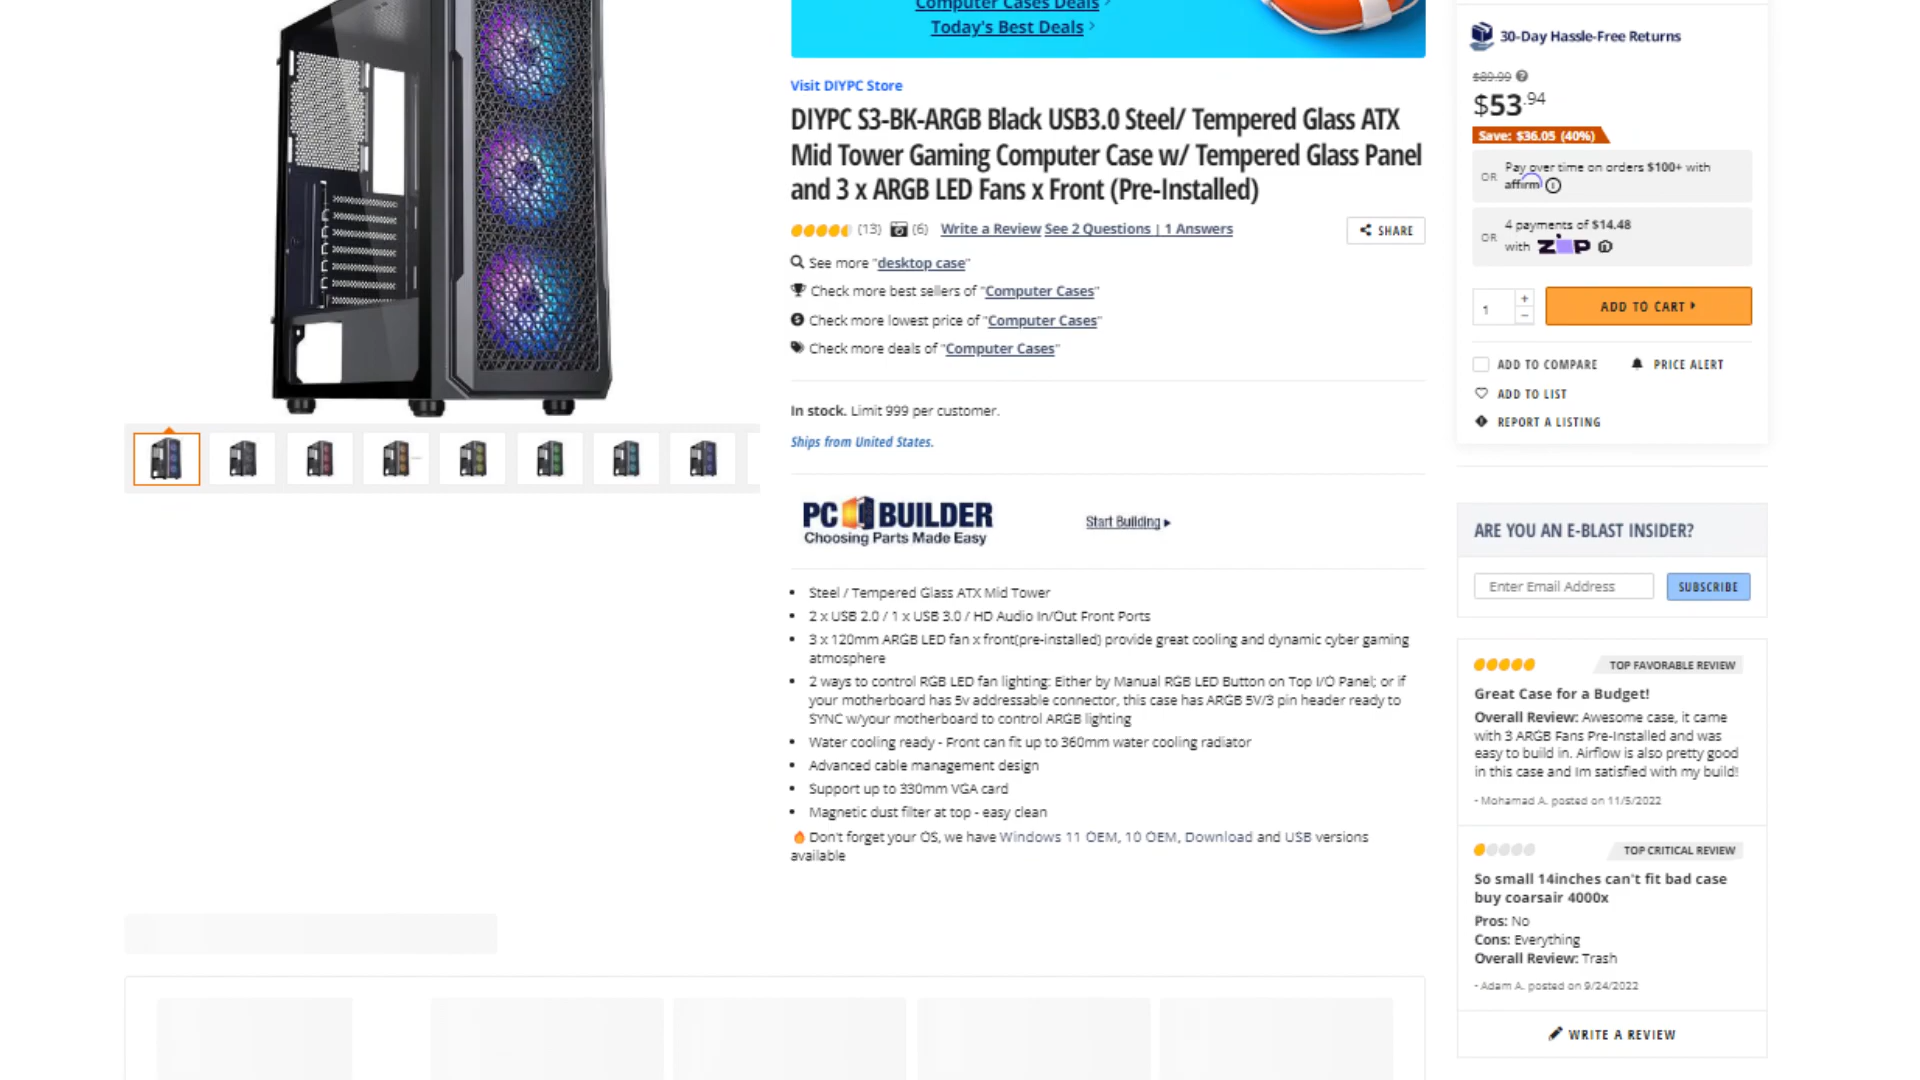 Computer Cases Deals
Today's Best Deals
Visit DIYPC Store
DIYPC S3-BK-ARGB Black USB3.0 Steel/ Tempered Glass ATX
Mid Tower Gaming Computer Case w/ Tempered Glass Panel
and 3 x ARGB LED Fans x Front (Pre-Installed)
(13) (6) Write a Review See 2 Questions | 1 Answers SHARE
See more "desktop case"
Check more best sellers of "Computer Cases"
Check more lowest price of "Computer Cases"
Check more deals of "Computer Cases"
In stock. Limit 999 per customer.
Ships from United States.
PC BUILDER
Choosing Parts Made Easy
Start Building
• Steel / Tempered Glass ATX Mid Tower
• 2 x USB 2.0 / 1 x USB 3.0 / HD Audio In/Out Front Ports
• 3 x 120mm ARGB LED fan x front(pre-installed) provide great cooling and dynamic cyber gaming
atmosphere
• 2 ways to control RGB LED fan lighting: Either by Manual RGB LED Button on Top I/O Panel; or if
your motherboard has 5v addressable connector, this case has ARGB 5V/3 pin header ready to
SYNC w/your motherboard to control ARGB lighting
• Water cooling ready - Front can fit up to 360mm water cooling radiator
• Advanced cable management design
• Support up to 330mm VGA card
• Magnetic dust filter at top - easy clean
Don't forget your OS, we have Windows 11 OEM, 10 OEM, Download and USB versions
available
30-Day Hassle-Free Returns
$89.99
$53.94
Save: $36.05 (40%)
OR Pay over time on orders $100+ with
affirm
OR 4 payments of $14.48
with ZIP
1 + −
ADD TO CART
ADD TO COMPARE PRICE ALERT
ADD TO LIST
REPORT A LISTING
ARE YOU AN E-BLAST INSIDER?
Enter Email Address SUBSCRIBE
TOP FAVORABLE REVIEW
Great Case for a Budget!
Overall Review: Awesome case, it came
with 3 ARGB Fans Pre-Installed and was
easy to build in. Airflow is also pretty good
in this case and Im satisfied with my build!
- Mohamad A. posted on 11/5/2022
TOP CRITICAL REVIEW
So small 14inches can't fit bad case
buy coarsair 4000x
Pros: No
Cons: Everything
Overall Review: Trash
- Adam A. posted on 9/24/2022
WRITE A REVIEW